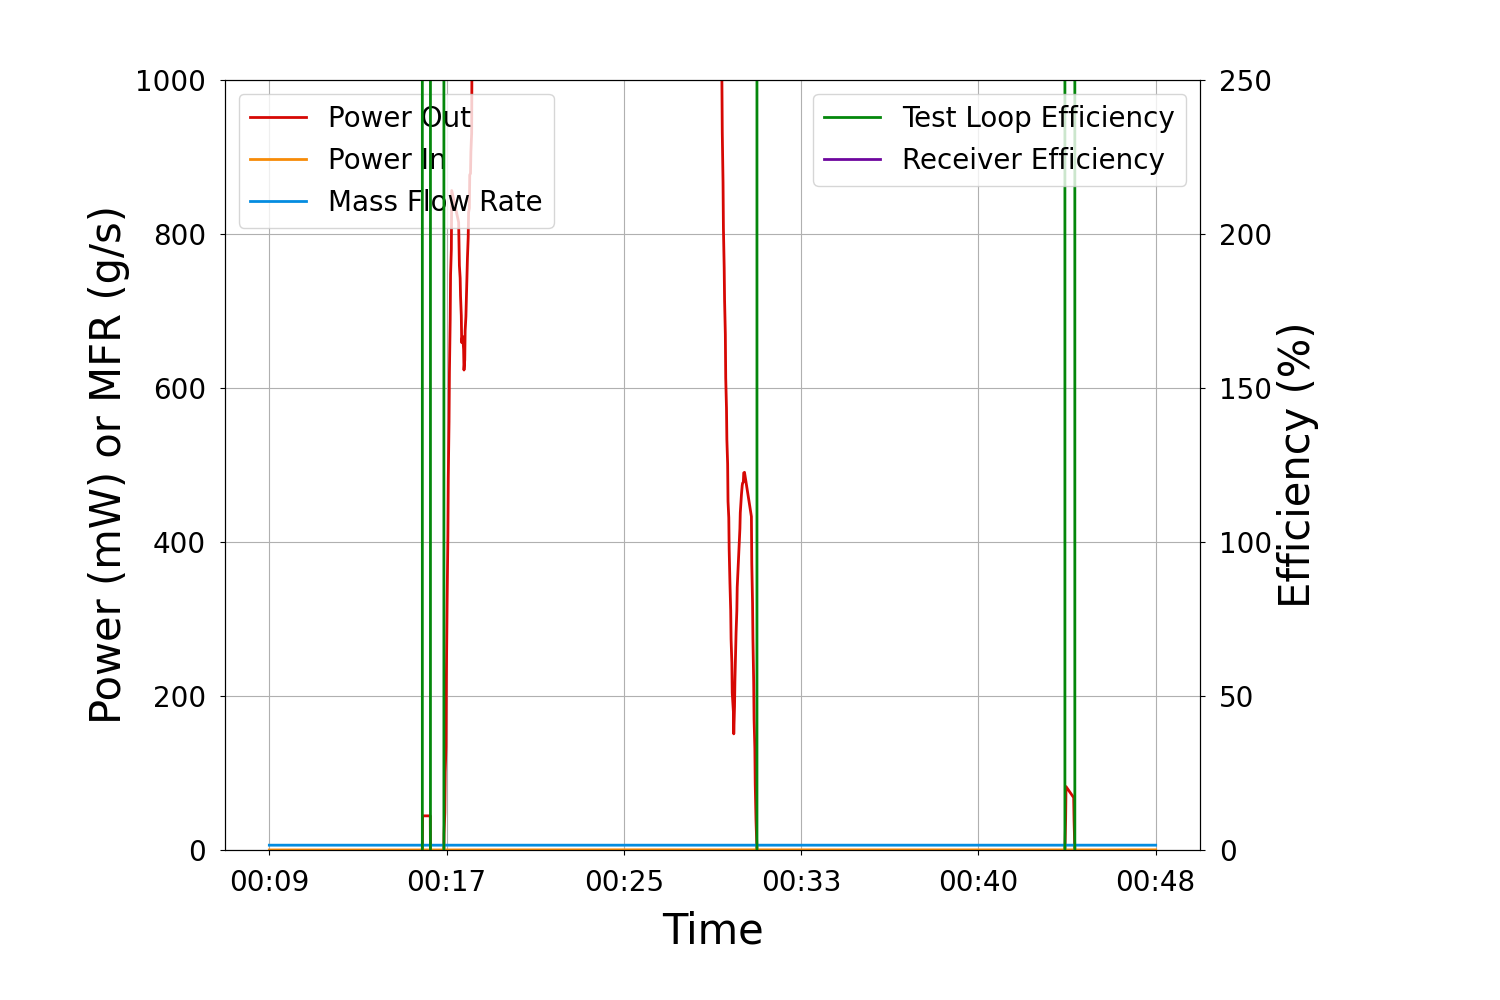 1000
800
600
400
200
0
Power (mW) or MFR (g/s)
Power Out
Power In
Mass Flow Rate
Test Loop Efficiency
Receiver Efficiency
250
200
150
100
50
0
Efficiency (%)
00:09 00:17 00:25 00:33 00:40 00:48
Time